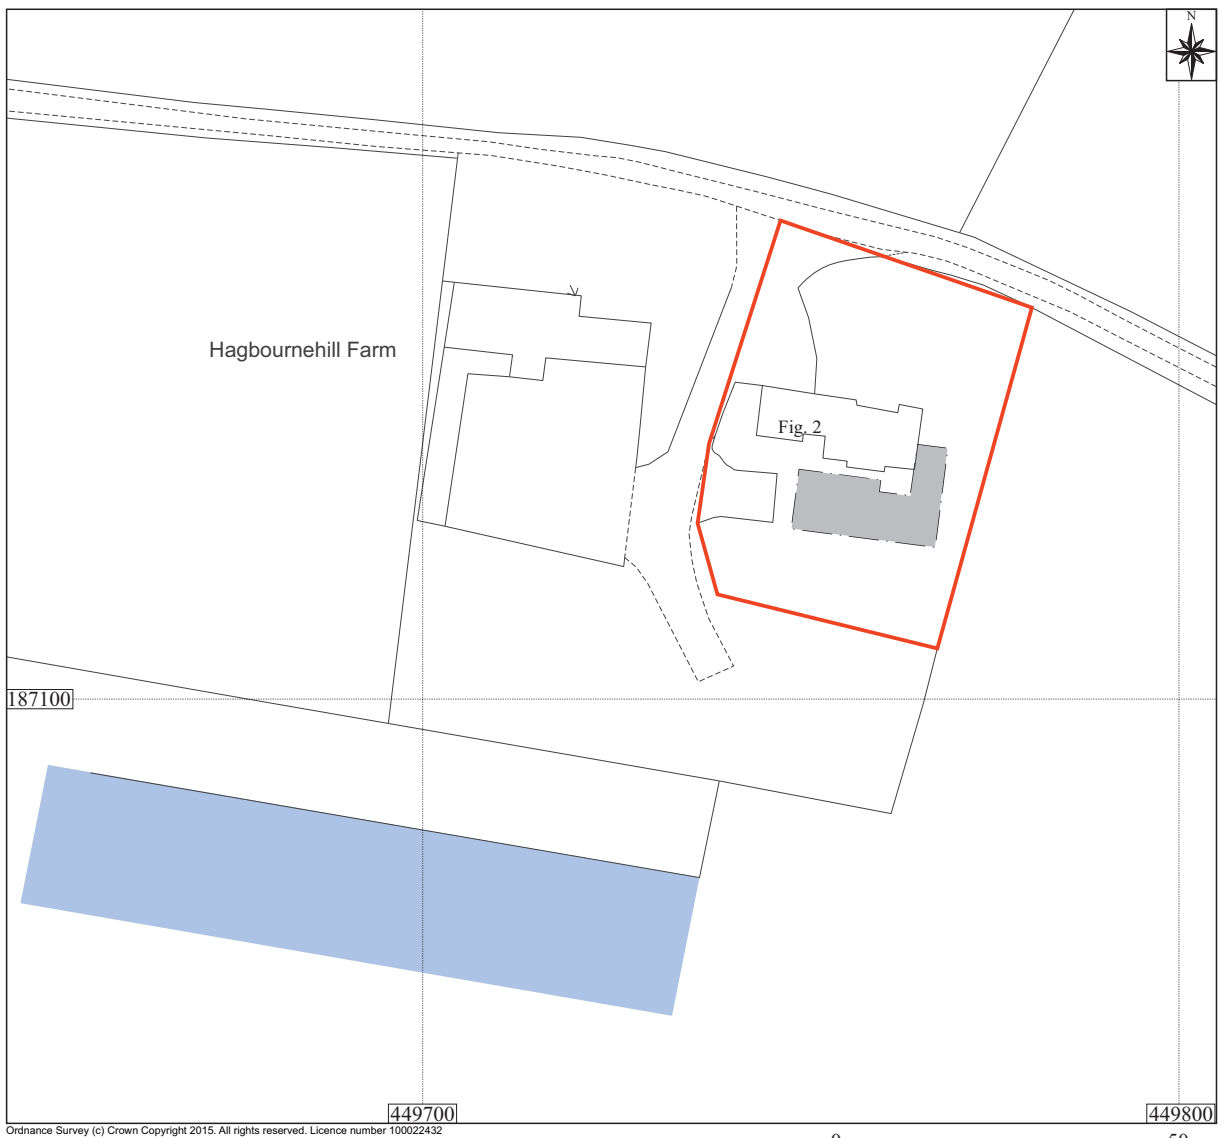 N
Hagbournehill Farm
Fig. 2
187100
449700
449800
Ordnance Survey (c) Crown Copyright 2015. All rights reserved. Licence number 100022432
0
50